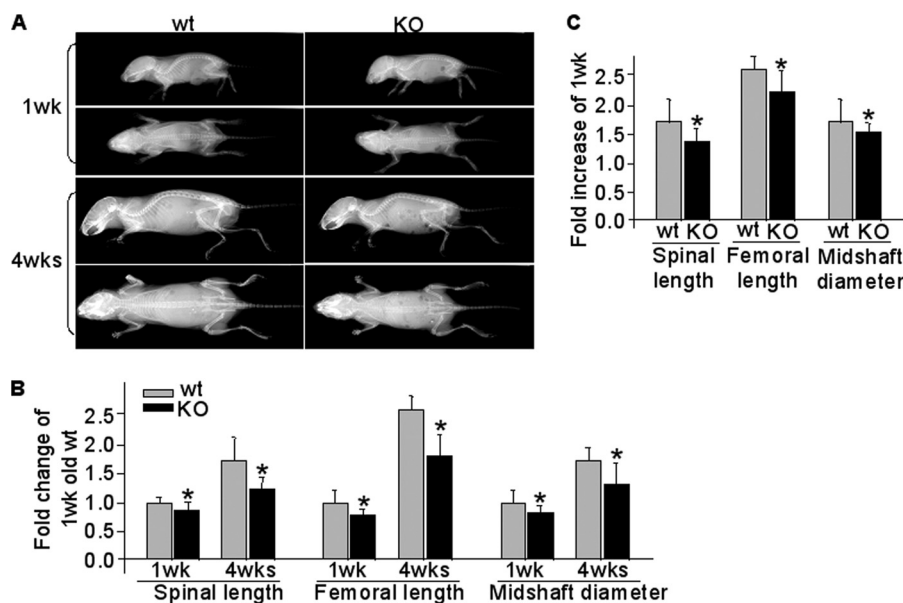 A
wt KO
1wk
4wks
B
Fold change of
1wk old wt
2.5
2.0
1.5
1.0
0.5
0.0
wt
KO
* * * * * *
1wk 4wks 1wk 4wks 1wk 4wks
Spinal length Femoral length Midshaft diameter
C
Fold increase of 1wk
2.5
2.0
1.5
1.0
0.5
0.0
* * *
wt KO wt KO wt KO
Spinal length
Femoral length
Midshaft diameter